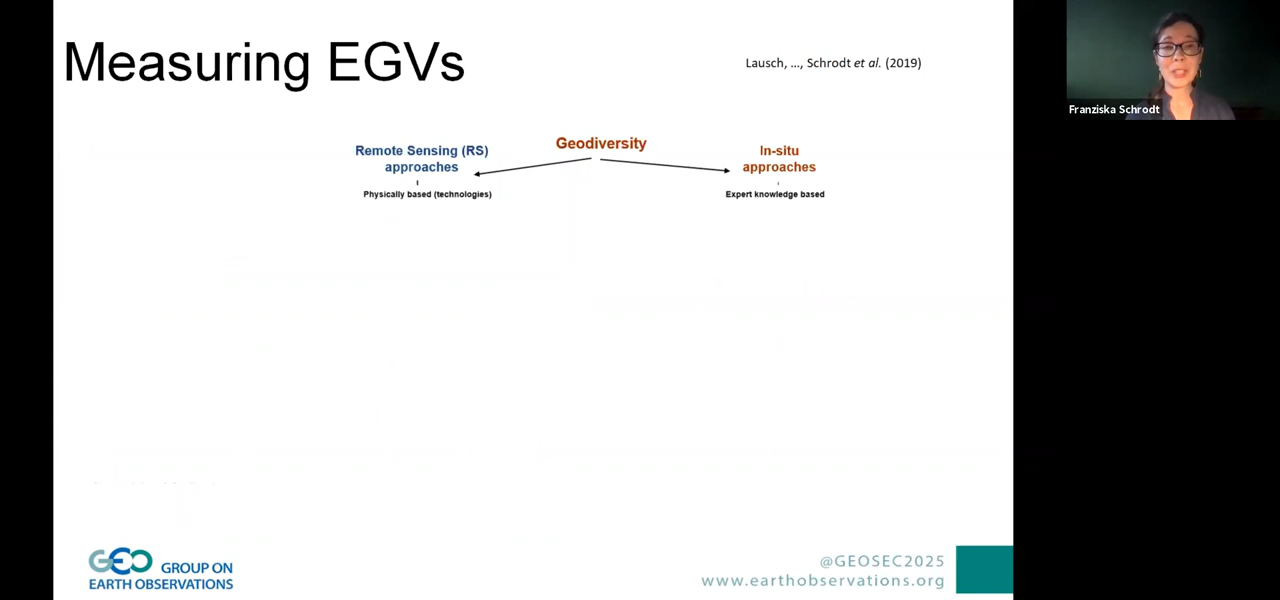 Measuring EGVs
Lausch, ..., Schrodt et al. (2019)
Franziska Schrodt
Geodiversity
Remote Sensing (RS)
approaches
Physically based (technologies)
In-situ
approaches
Expert knowledge based
GEO GROUP ON
EARTH OBSERVATIONS
@GEOSEC2025
www.earthobservations.org